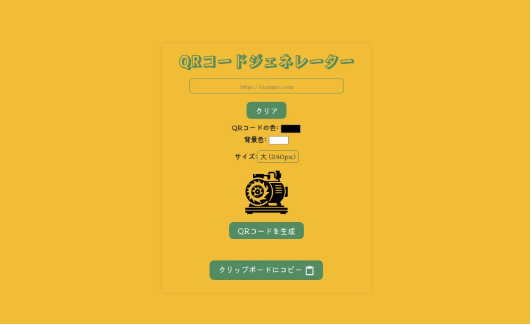 QRコードジェネレーター
https://example.com
クリア
QRコードの色:
背景色:
サイズ: 大 (240px)
QRコードを生成
クリップボードにコピー